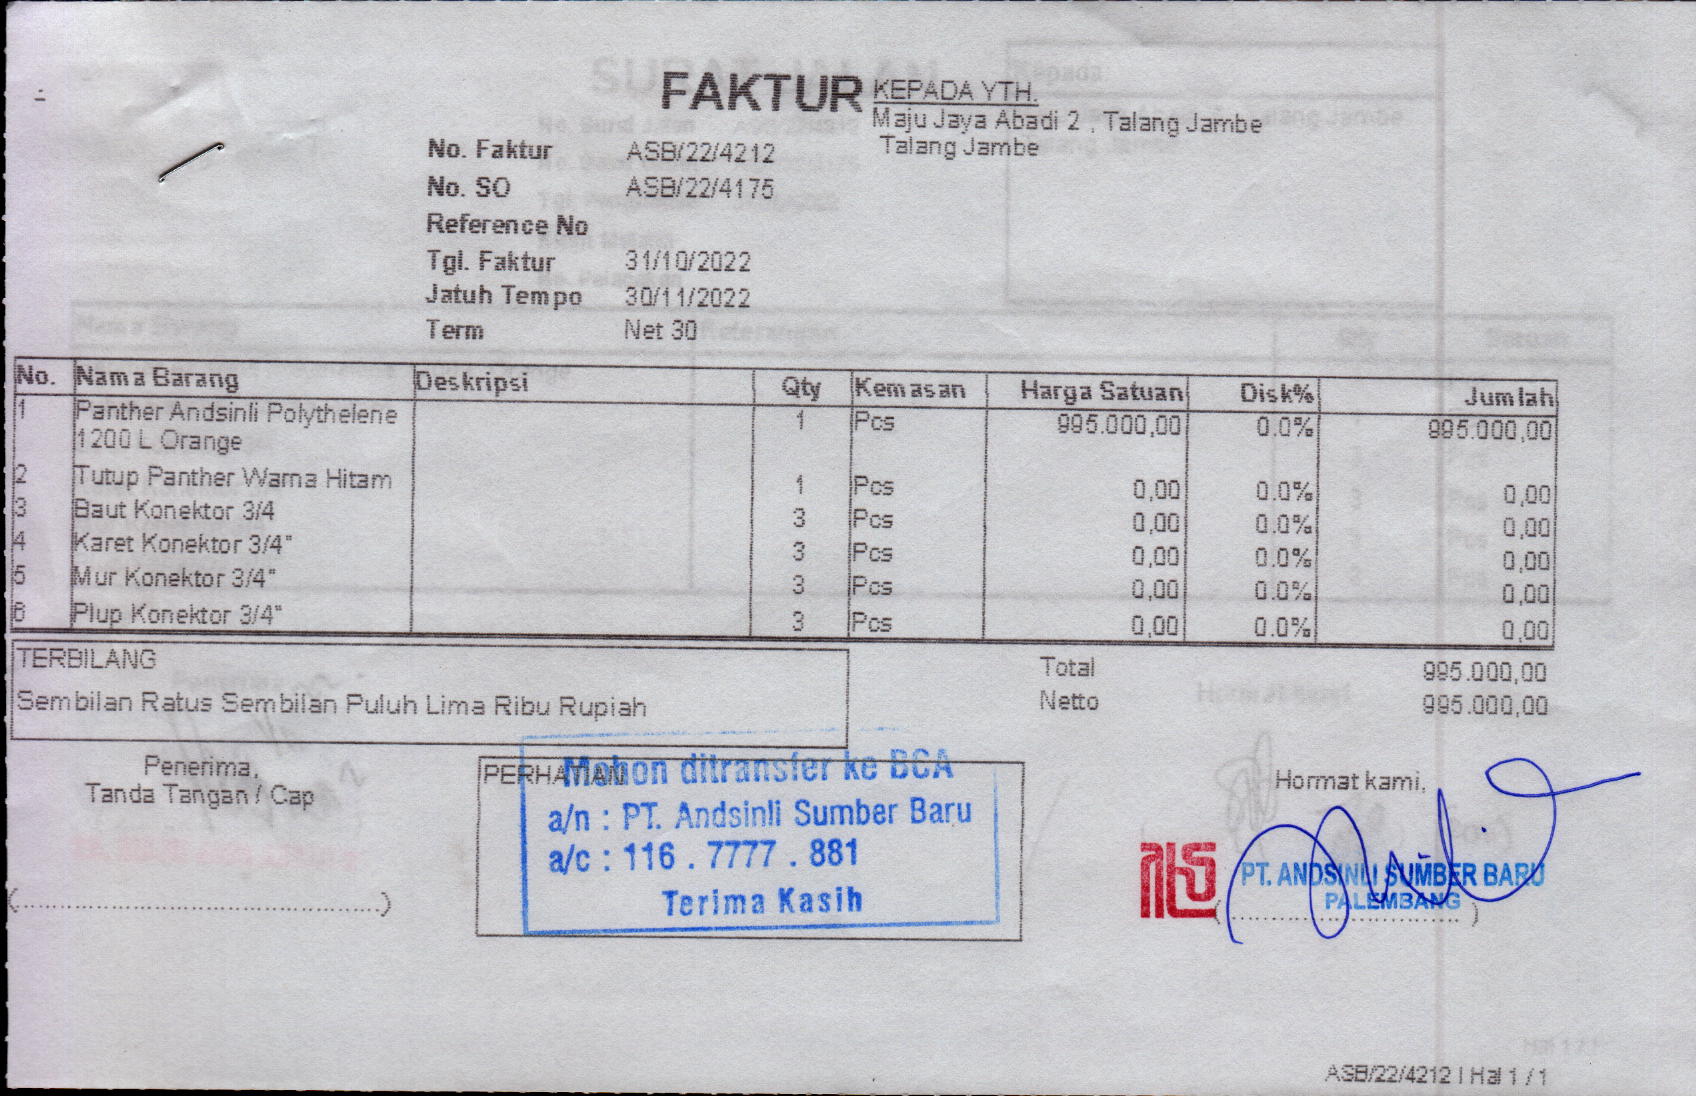 FAKTUR
KEPADA YTH.
Maju Jaya Abadi 2 , Talang Jambe
Talang Jambe
No. Faktur ASB/22/4212
No. SO ASB/22/4175
Reference No
Tgl. Faktur 31/10/2022
Jatuh Tempo 30/11/2022
Term Net 30
No. Nama Barang Deskripsi Qty Kemasan Harga Satuan Disk% Jumlah
1 Panther Andsinli Polythelene 1 Pcs 995.000,00 0.0% 995.000,00
1200 L Orange
2 Tutup Panther Warna Hitam 1 Pcs 0,00 0.0% 0,00
3 Baut Konektor 3/4 3 Pcs 0,00 0.0% 0,00
4 Karet Konektor 3/4" 3 Pcs 0,00 0.0% 0,00
5 Mur Konektor 3/4" 3 Pcs 0,00 0.0% 0,00
6 Plup Konektor 3/4" 3 Pcs 0,00 0.0% 0,00
TERBILANG
Sembilan Ratus Sembilan Puluh Lima Ribu Rupiah
Total 995.000,00
Netto 995.000,00
Penerima,
Tanda Tangan / Cap
(..............................................)
PERHATIAN
Mohon ditransfer ke BCA
a/n : PT. Andsinli Sumber Baru
a/c : 116 . 7777 . 881
Terima Kasih
Hormat kami,
PT. ANDSINLI SUMBER BARU
PALEMBANG
(..............................)
ASB/22/4212 | Hal 1 / 1